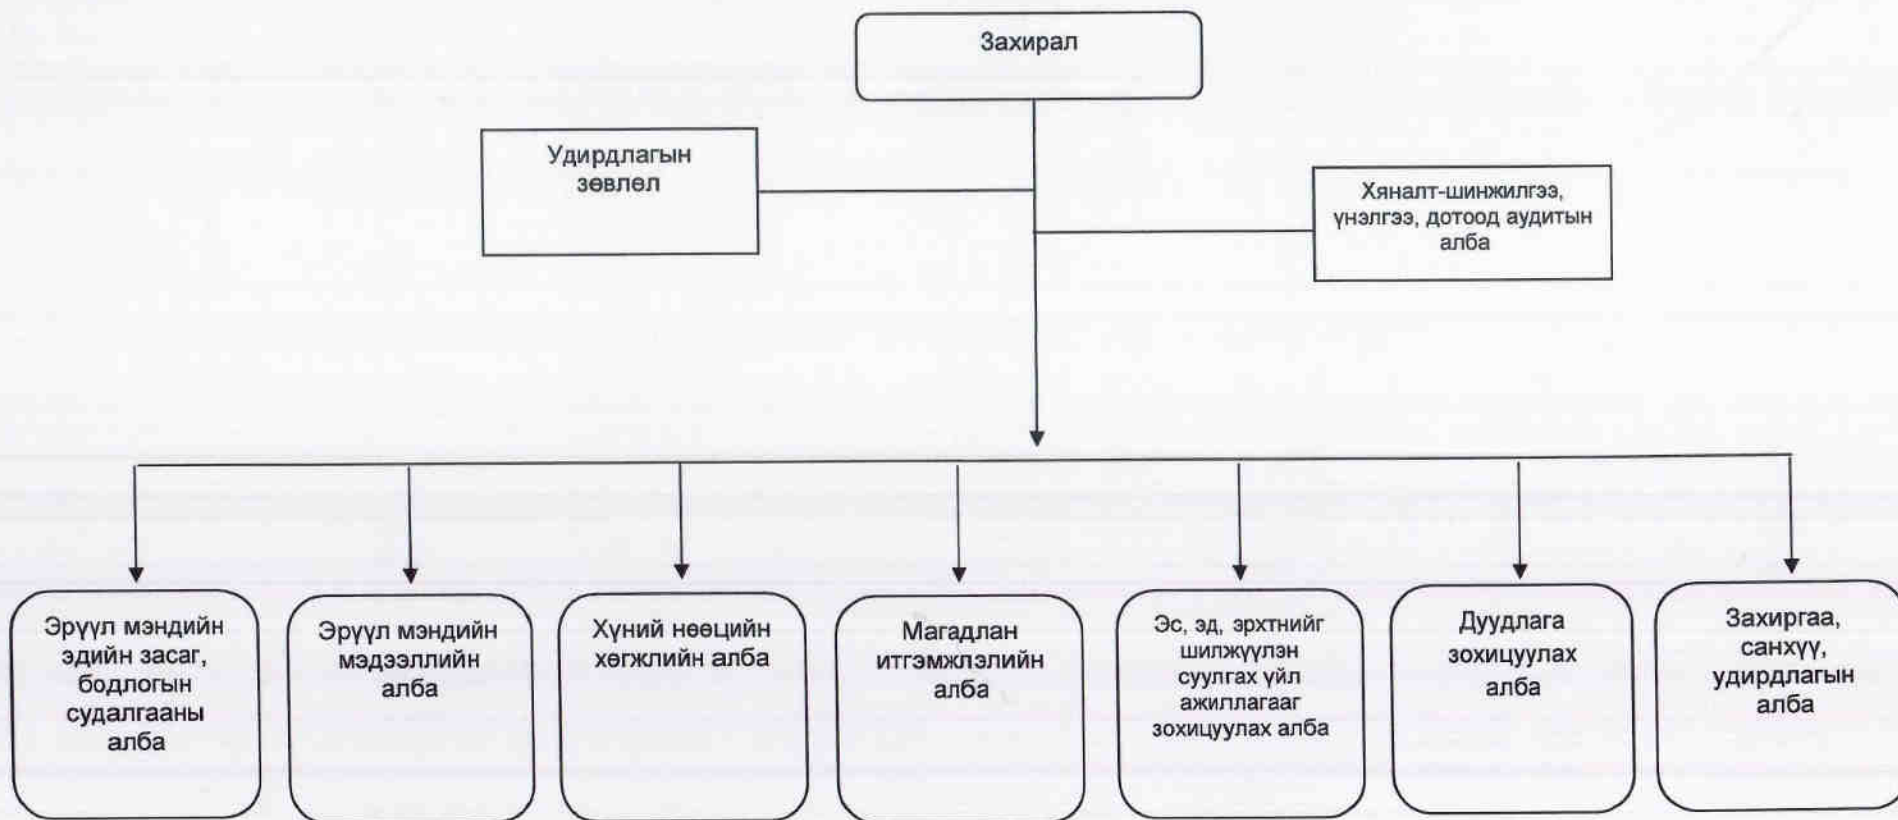 Захирал
Удирдлагын
зөвлөл
Хяналт-шинжилгээ,
үнэлгээ, дотоод аудитын
алба
Эрүүл мэндийн
эдийн засаг,
бодлогын
судалгааны
алба
Эрүүл мэндийн
мэдээллийн
алба
Хүний нөөцийн
хөгжлийн алба
Магадлан
итгэмжлэлийн
алба
Эс, эд, эрхтнийг
шилжүүлэн
суулгах үйл
ажиллагааг
зохицуулах алба
Дуудлага
зохицуулах
алба
Захиргаа,
санхүү,
удирдлагын
алба